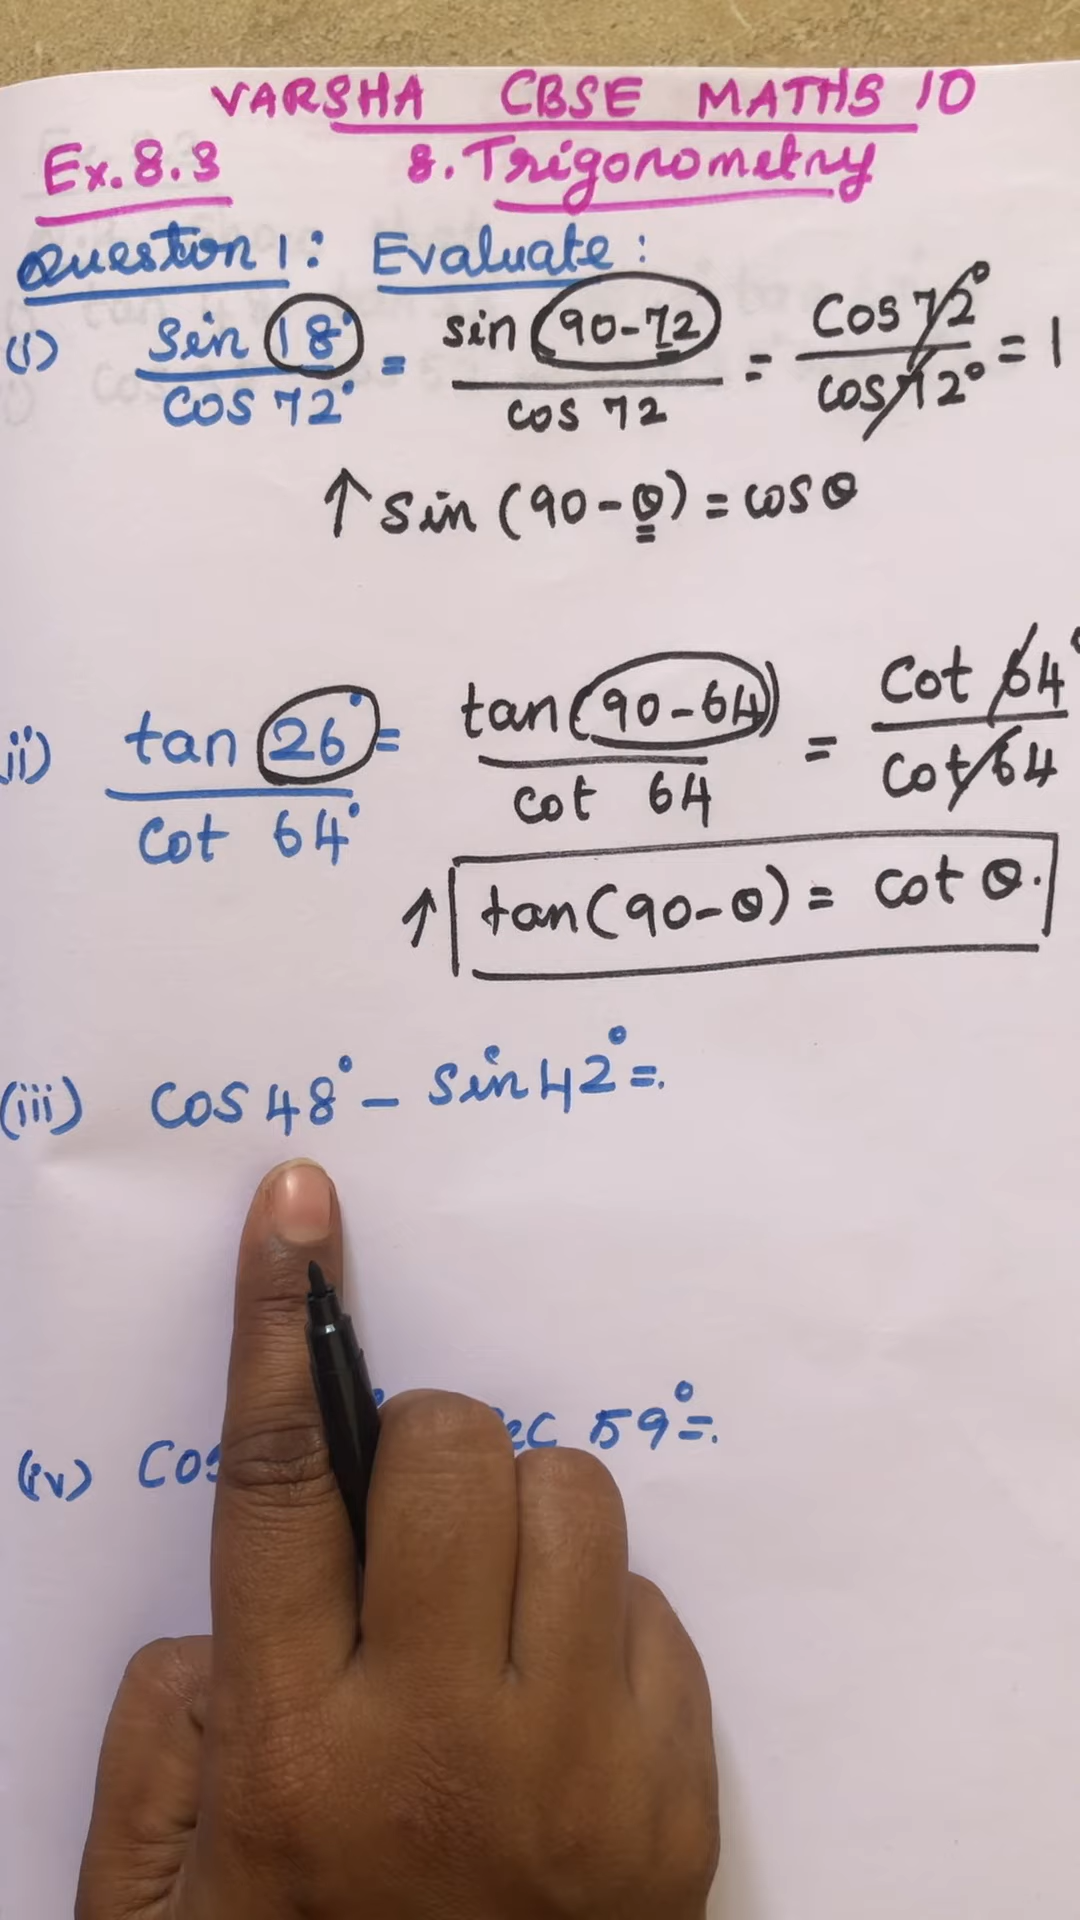 VARSHA CBSE MATHS 10
Ex. 8.3 8. Trigonometry
Question 1: Evaluate:
(i) sin 18° / cos 72° = sin (90-72) / cos 72 = cos 72° / cos 72° = 1
↑ sin (90-θ) = cos θ
ii) tan 26° / cot 64° = tan (90-64) / cot 64 = cot 64° / cot 64
↑ tan(90-θ) = cot θ.
(iii) cos 48° - sin 42° =.
(iv) 59° =.